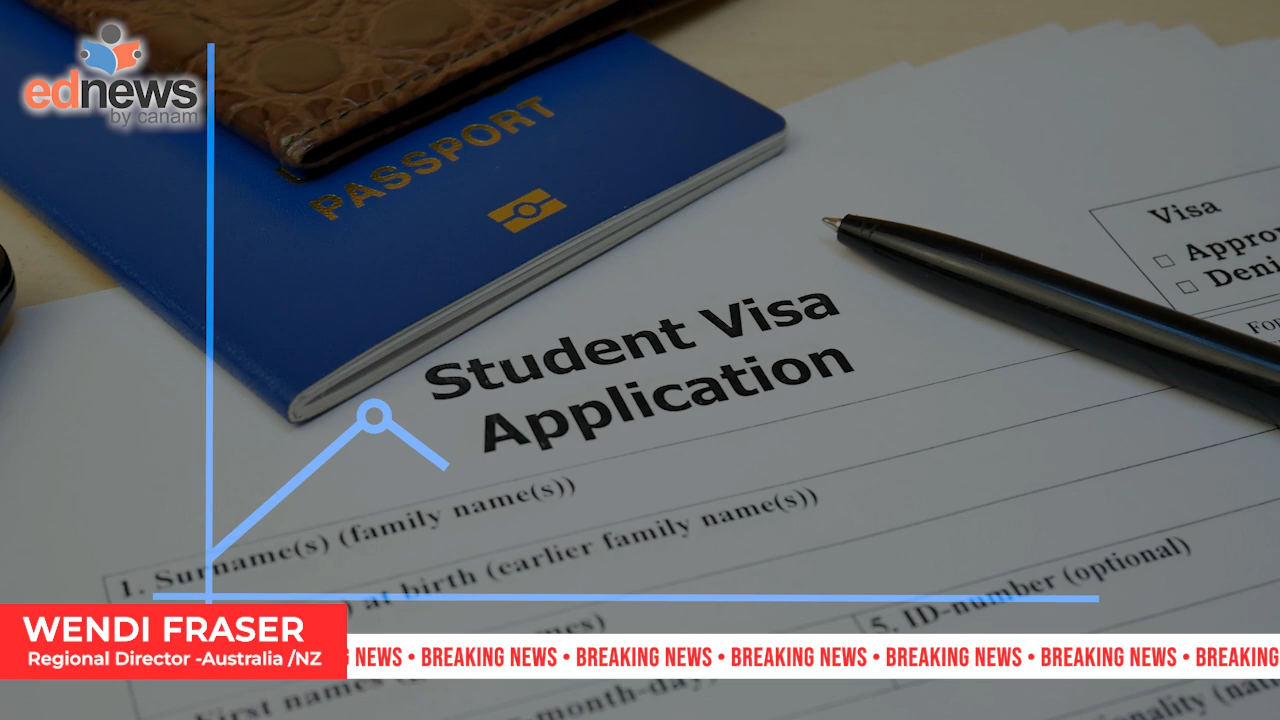 ednews
by canam
PASSPORT
Visa
Student Visa
Application
1. Surname(s) (family name(s))
at birth (earlier family name(s))
5. ID-number (optional)
First names
WENDI FRASER
Regional Director -Australia /NZ
NEWS • BREAKING NEWS • BREAKING NEWS • BREAKING NEWS • BREAKING NEWS • BREAKING NEWS • BREAKING